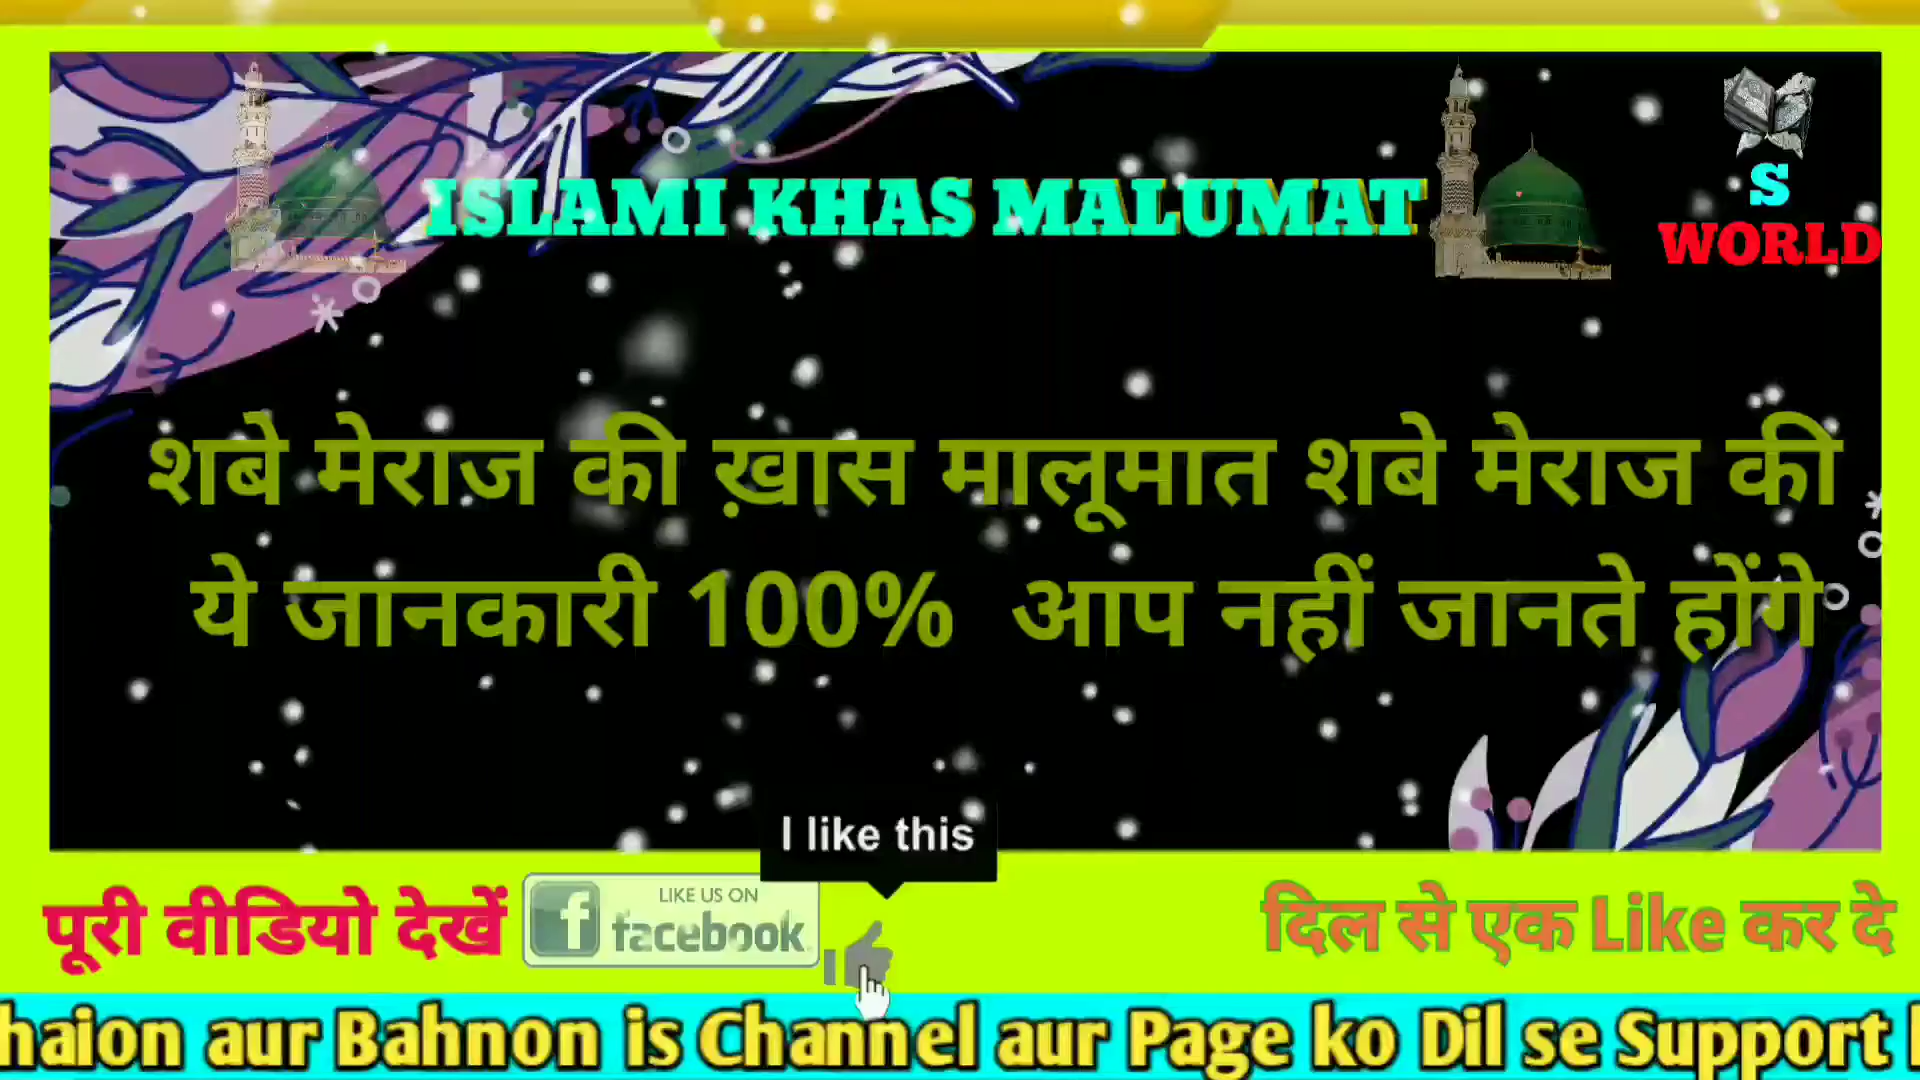 ISLAMI KHAS MALUMAT
S
WORLD
शबे मेराज की ख़ास मालूमात शबे मेराज की
ये जानकारी 100% आप नहीं जानते होंगे
I like this
पूरी वीडियो देखें
LIKE US ON
facebook
दिल से एक Like कर दे
haion aur Bahnon is Channel aur Page ko Dil se Support